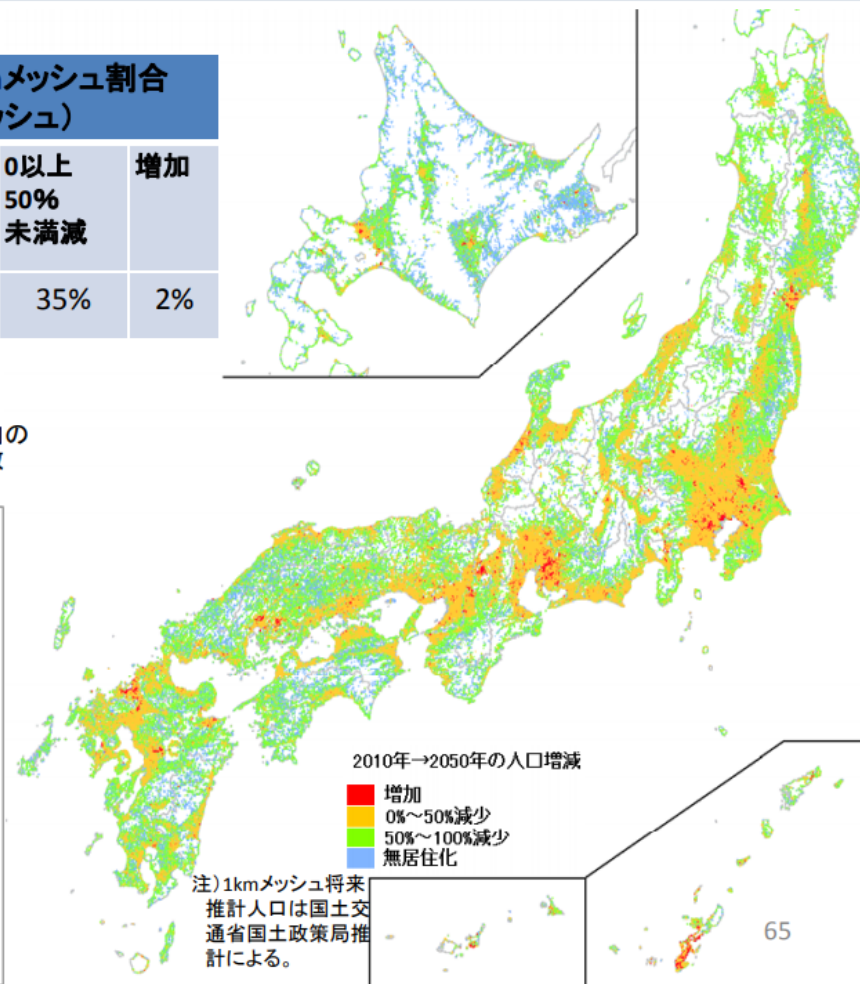 メッシュ割合
シュ）
0以上
50%
未満減
増加
35%
2%
の
2010年→2050年の人口増減
増加
0%～50%減少
50%～100%減少
無居住化
注）1kmメッシュ将来
推計人口は国土交
通省国土政策局推
計による。
65